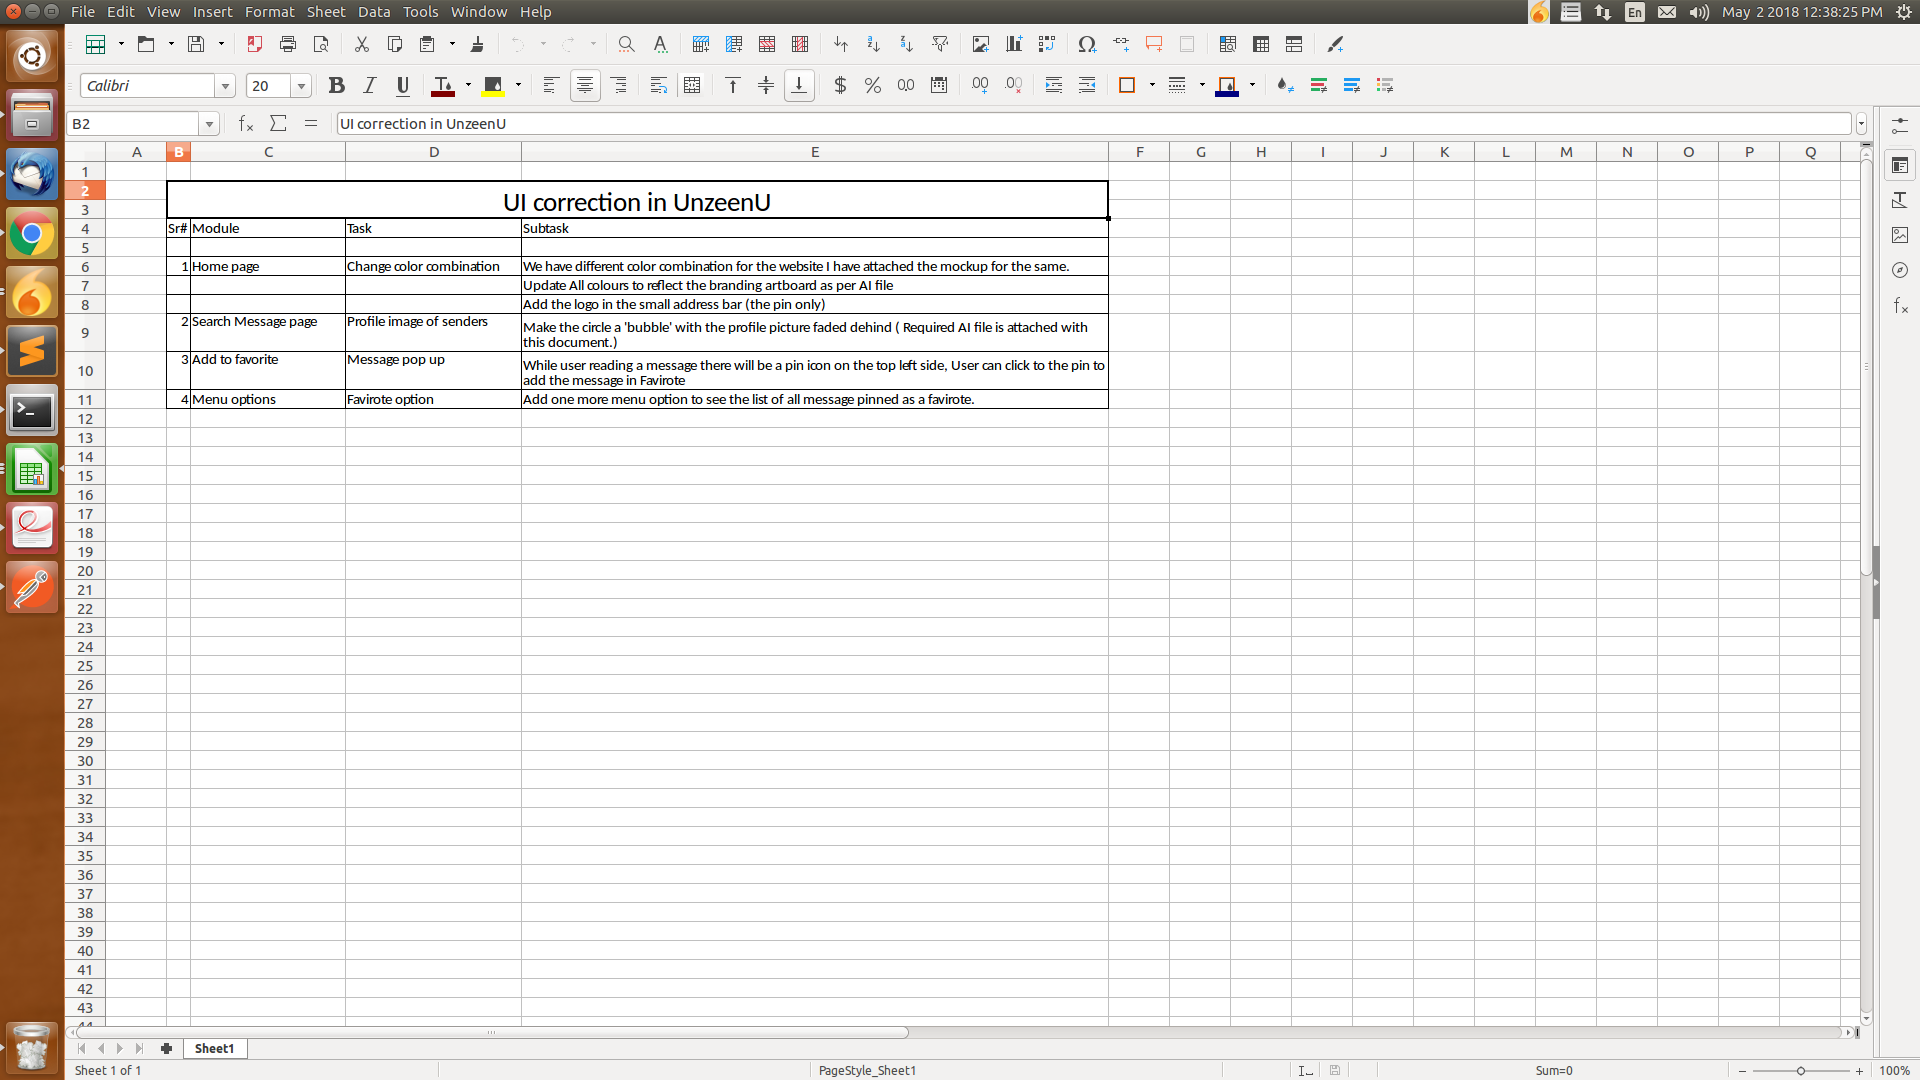 File Edit View Insert Format Sheet Data Tools Window Help
En
May 2 2018 12:38:25 PM
Calibri
20
B2
UI correction in UnzeenU
A B C D E F G H I J K L M N O P Q
1
2
UI correction in UnzeenU
3
4 Sr# Module Task Subtask
5
6 1 Home page Change color combination We have different color combination for the website I have attached the mockup for the same.
7 Update All colours to reflect the branding artboard as per AI file
8 Add the logo in the small address bar (the pin only)
9 2 Search Message page Profile image of senders Make the circle a 'bubble' with the profile picture faded dehind ( Required AI file is attached with
this document.)
10 3 Add to favorite Message pop up While user reading a message there will be a pin icon on the top left side, User can click to the pin to
add the message in Favirote
11 4 Menu options Favirote option Add one more menu option to see the list of all message pinned as a favirote.
12
13
14
15
16
17
18
19
20
21
22
23
24
25
26
27
28
29
30
31
32
33
34
35
36
37
38
39
40
41
42
43
44
Sheet1
Sheet 1 of 1
PageStyle_Sheet1
Sum=0
100%